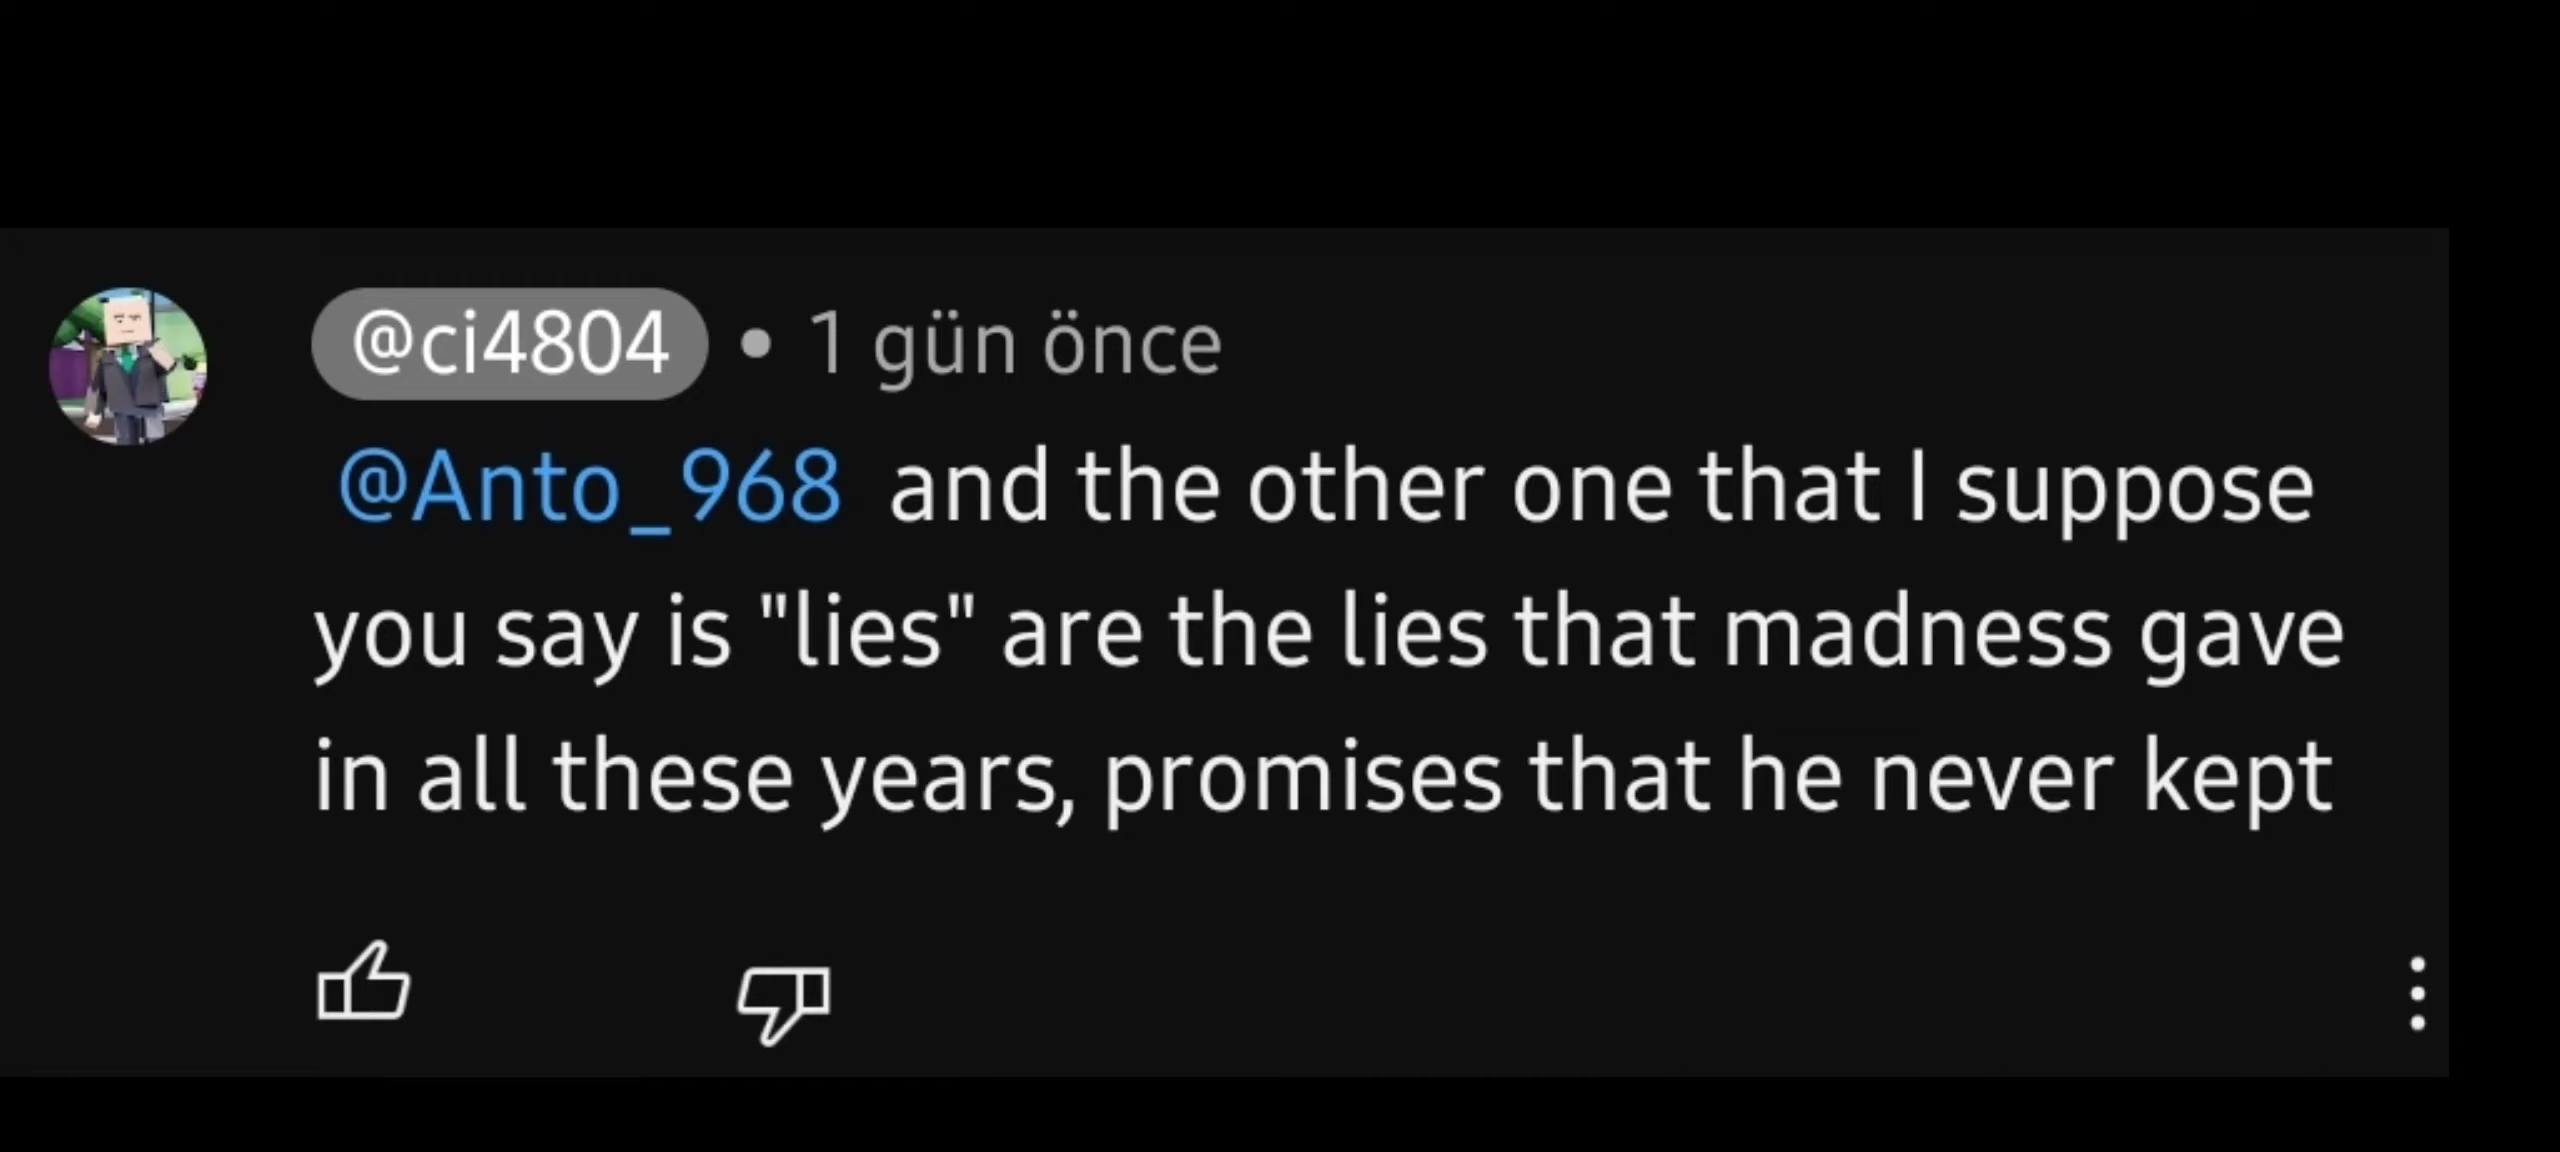 @ci4804 • 1 gün önce
@Anto_968 and the other one that I suppose
you say is "lies" are the lies that madness gave
in all these years, promises that he never kept